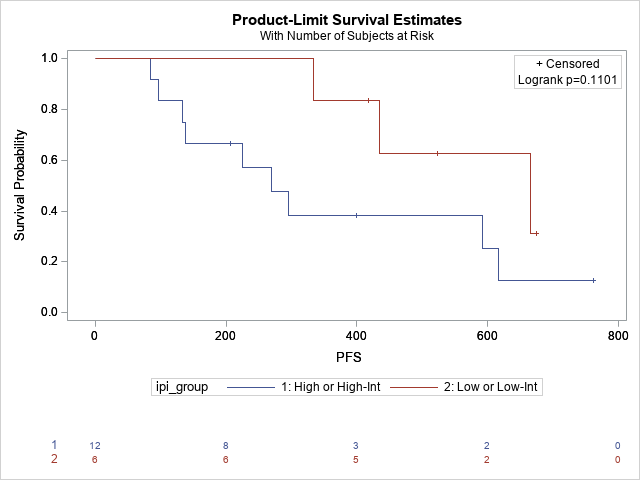 Product-Limit Survival Estimates
With Number of Subjects at Risk
+ Censored
Logrank p=0.1101
Survival Probability
1.0
0.8
0.6
0.4
0.2
0.0
0 200 400 600 800
PFS
ipi_group 1: High or High-Int 2: Low or Low-Int
1 12 8 3 2 0
2 6 6 5 2 0